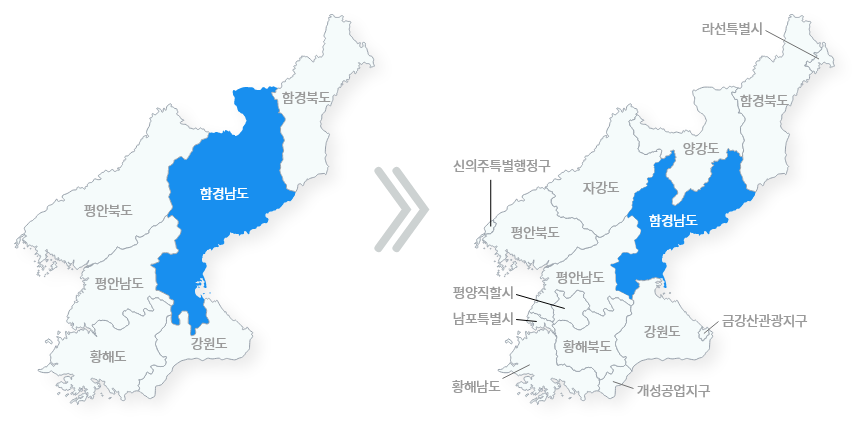 함경북도
함경남도
평안북도
평안남도
황해도
강원도
라선특별시
함경북도
양강도
신의주특별행정구
자강도
함경남도
평안북도
평안남도
평양직할시
남포특별시
금강산관광지구
강원도
황해북도
황해남도
개성공업지구